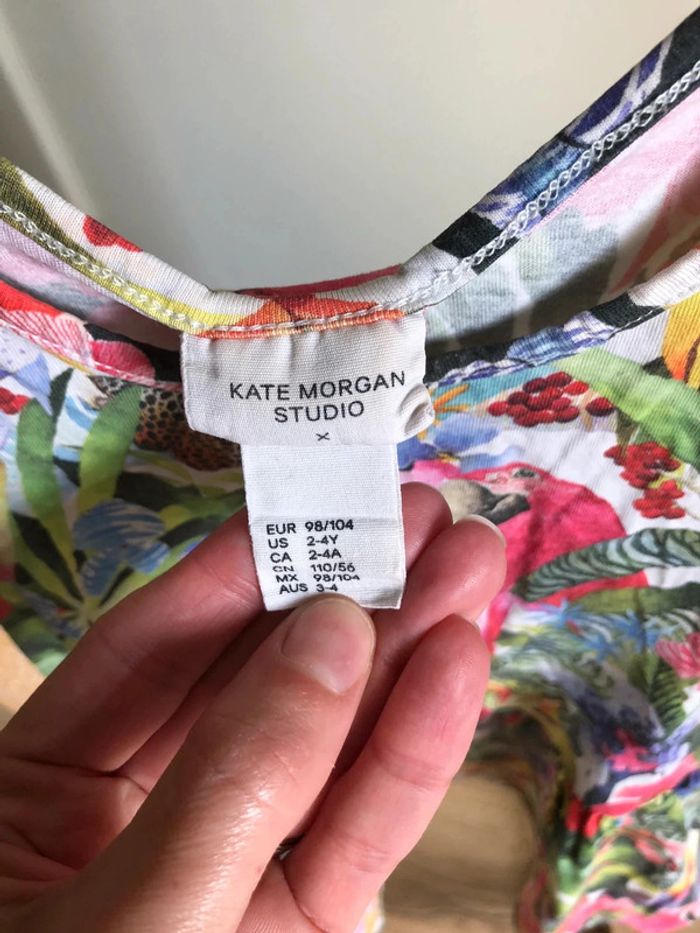 KATE MORGAN
STUDIO
x
EUR 98/104
US 2-4Y
CA 2-4A
CN 110/56
MX 98/104
AUS 3-4